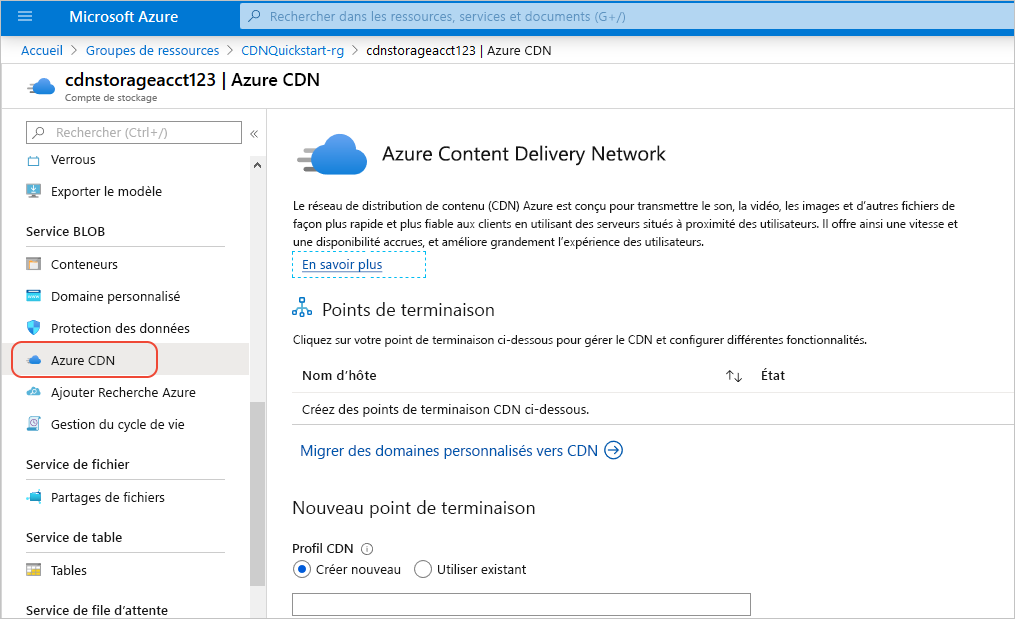 Microsoft Azure
Rechercher dans les ressources, services et documents (G+/)
Accueil > Groupes de ressources > CDNQuickstart-rg > cdnstorageacct123 | Azure CDN
cdnstorageacct123 | Azure CDN
Compte de stockage
Rechercher (Ctrl+/)
«
Verrous
Exporter le modèle
Service BLOB
Conteneurs
Domaine personnalisé
Protection des données
Azure CDN
Ajouter Recherche Azure
Gestion du cycle de vie
Service de fichier
Partages de fichiers
Service de table
Tables
Service de file d’attente
Azure Content Delivery Network
Le réseau de distribution de contenu (CDN) Azure est conçu pour transmettre le son, la vidéo, les images et d’autres fichiers de
façon plus rapide et plus fiable aux clients en utilisant des serveurs situés à proximité des utilisateurs. Il offre ainsi une vitesse et
une disponibilité accrues, et améliore grandement l’expérience des utilisateurs.
En savoir plus
Points de terminaison
Cliquez sur votre point de terminaison ci-dessous pour gérer le CDN et configurer différentes fonctionnalités.
Nom d’hôte ↑↓ État
Créez des points de terminaison CDN ci-dessous.
Migrer des domaines personnalisés vers CDN
Nouveau point de terminaison
Profil CDN
Créer nouveau Utiliser existant